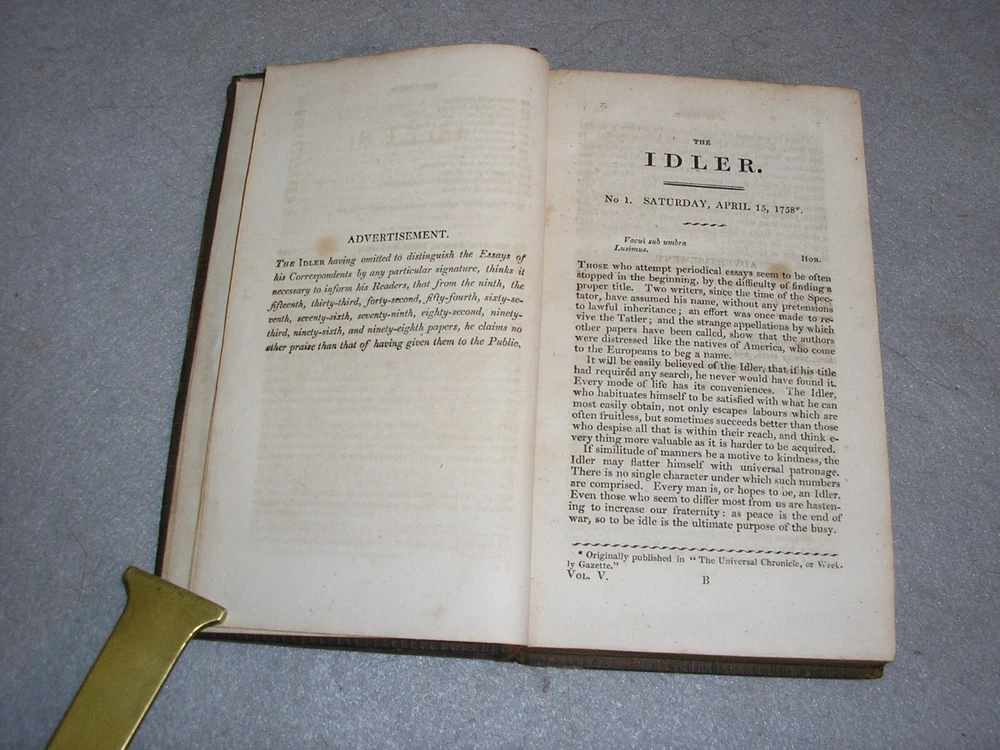 ADVERTISEMENT.
THE IDLER having omitted to distinguish the Essays of
his Correspondents by any particular signature, thinks it
necessary to inform his Readers, that from the ninth, the
fifteenth, thirty-third, forty-second, fifty-fourth, sixty-se-
venth, seventy-sixth, seventy-ninth, eighty-second, ninety-
third, ninety-sixth, and ninety-eighth papers, he claims no
other praise than that of having given them to the Public.
THE
IDLER.
No 1. SATURDAY, APRIL 15, 1758*.
Vacui sub umbra
Lusimus.
HOR.
THOSE who attempt periodical essays seem to be often
stopped in the beginning, by the difficulty of finding a
proper title. Two writers, since the time of the Spec-
tator, have assumed his name, without any pretensions
to lawful inheritance; an effort was once made to re-
vive the Tatler; and the strange appellations by which
other papers have been called, show that the authors
were distressed like the natives of America, who come
to the Europeans to beg a name.
It will be easily believed of the Idler, that if his title
had required any search, he never would have found it.
Every mode of life has its conveniences. The Idler,
who habituates himself to be satisfied with what he can
most easily obtain, not only escapes labours which are
often fruitless, but sometimes succeeds better than those
who despise all that is within their reach, and think e-
very thing more valuable as it is harder to be acquired.
If similitude of manners be a motive to kindness, the
Idler may flatter himself with universal patronage.
There is no single character under which such numbers
are comprised. Every man is, or hopes to be, an Idler.
Even those who seem to differ most from us are hasten-
ing to increase our fraternity: as peace is the end of
war, so to be idle is the ultimate purpose of the busy.
* Originally published in "The Universal Chronicle, or Week-
ly Gazette."
VOL. V.
B